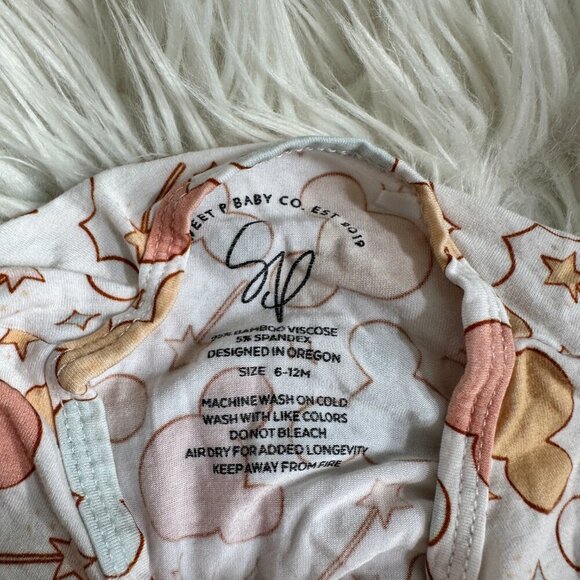 WEET P BABY CO. EST 2019
SP
95% BAMBOO VISCOSE
5% SPANDEX
DESIGNED IN OREGON
SIZE 6-12M
MACHINE WASH ON COLD
WASH WITH LIKE COLORS
DO NOT BLEACH
AIR DRY FOR ADDED LONGEVITY
KEEP AWAY FROM FIRE